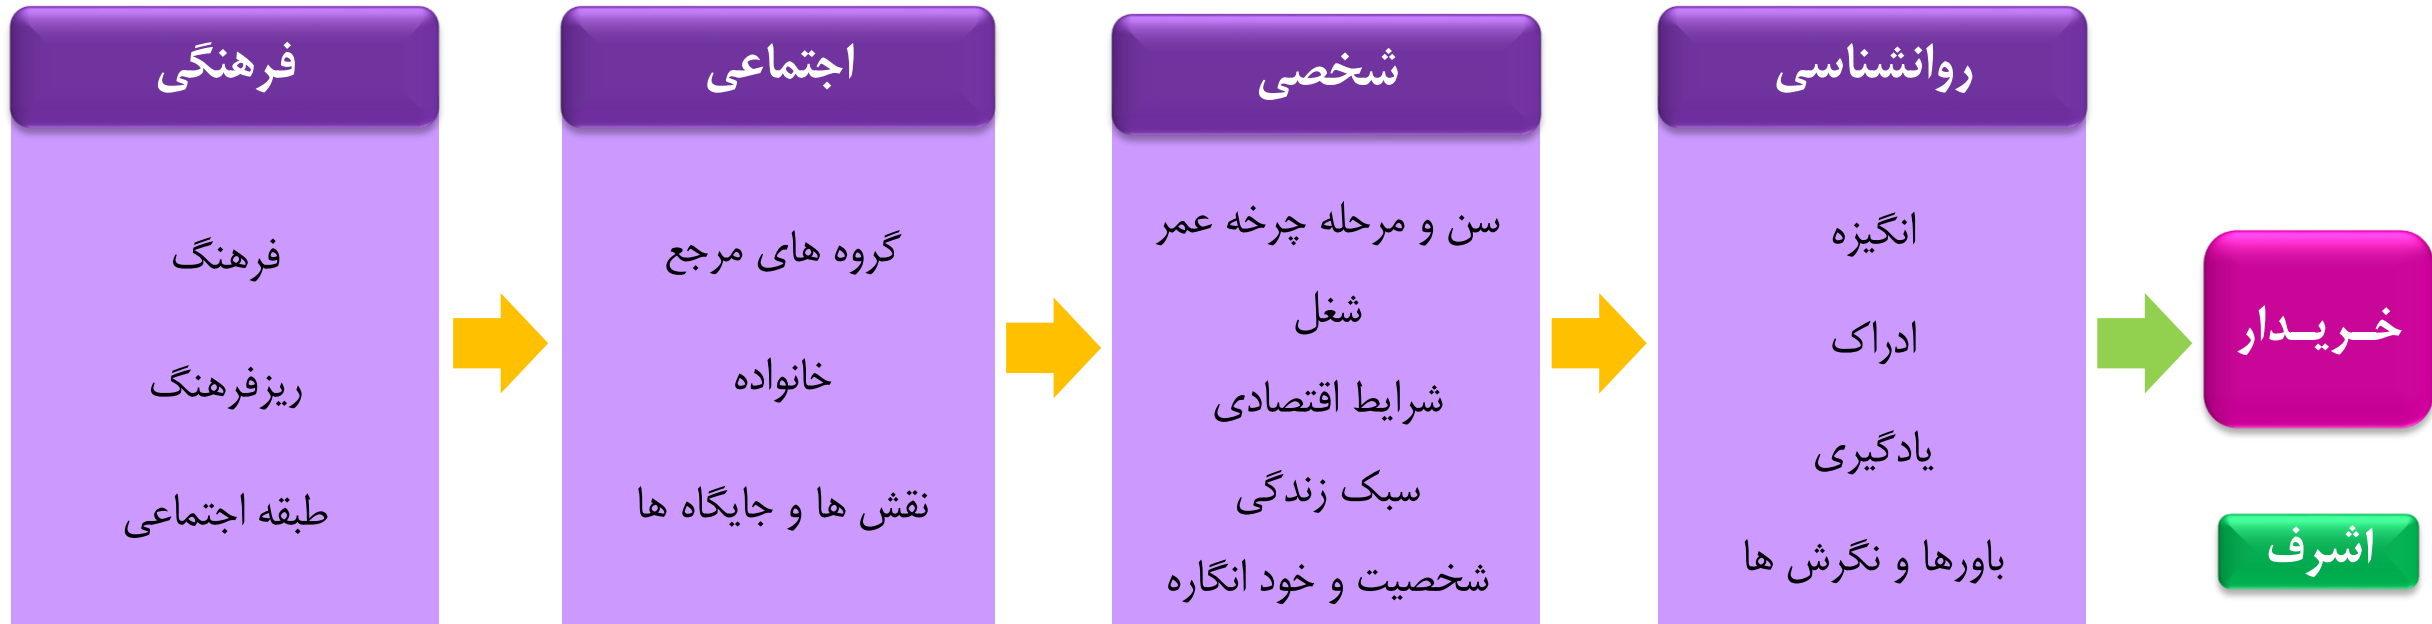 فرهنگی
فرهنگ
ریزفرهنگ
طبقه اجتماعی
اجتماعی
گروه های مرجع
خانواده
نقش ها و جایگاه ها
شخصی
سن و مرحله چرخه عمر
شغل
شرایط اقتصادی
سبک زندگی
شخصیت و خود انگاره
روانشناسی
انگیزه
ادراک
یادگیری
باورها و نگرش ها
خـریـدار
اشرف